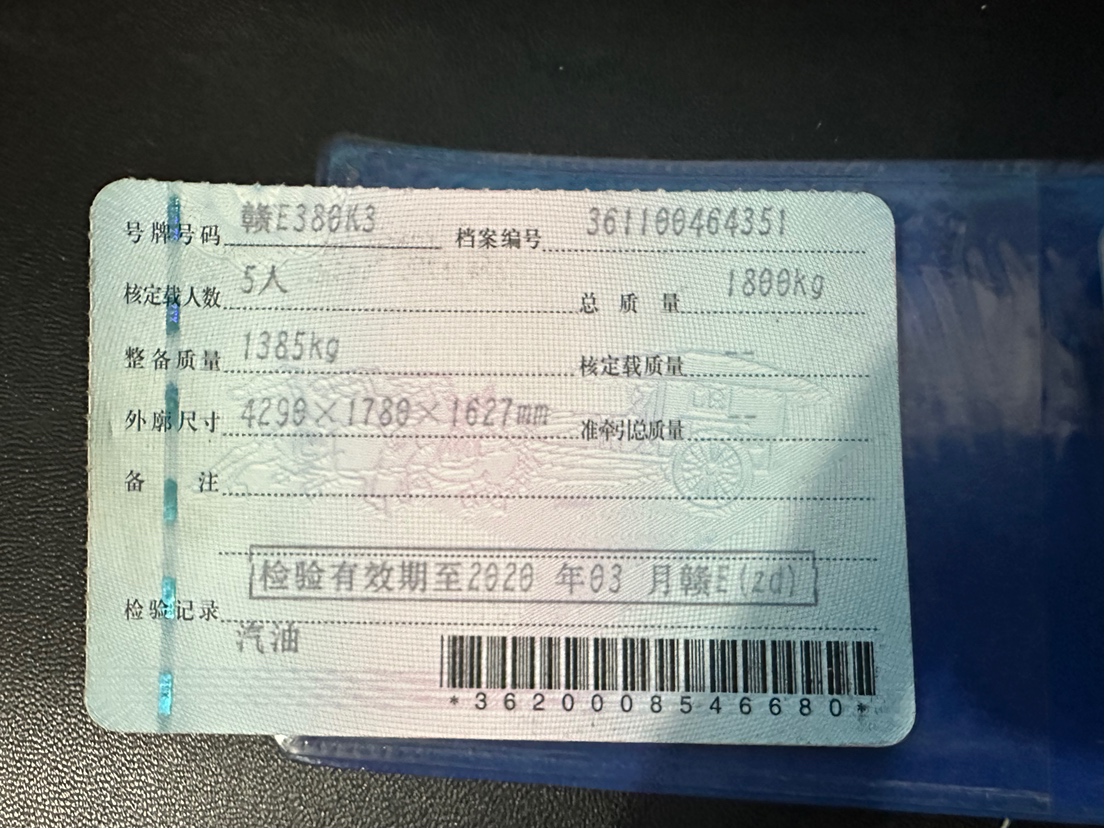 号牌号码 赣E380K3 档案编号 361100464351
核定载人数 5人 总质量 1800kg
整备质量 1385kg 核定载质量 --
外廓尺寸 4290×1780×1627mm 准牵引总质量 --
备注
检验有效期至2020 年03 月赣E(zd)
检验记录
汽油
*3620008546680*